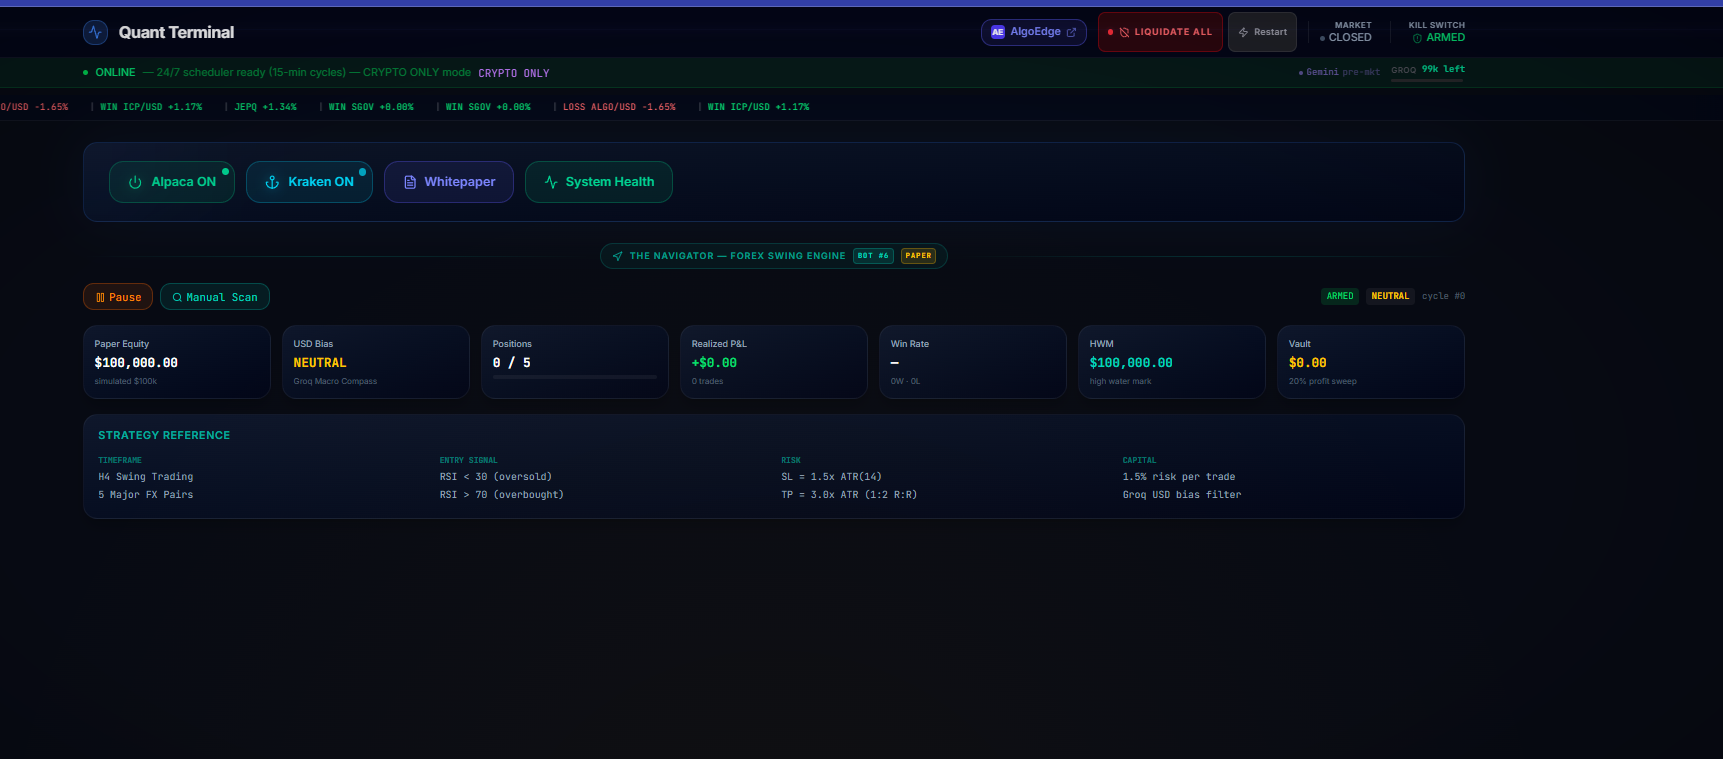 Quant Terminal
AE AlgoEdge
LIQUIDATE ALL
Restart
MARKET
CLOSED
KILL SWITCH
ARMED
ONLINE — 24/7 scheduler ready (15-min cycles) — CRYPTO ONLY mode CRYPTO ONLY
Gemini pre-mkt
GROQ 99k left
O/USD -1.65% | WIN ICP/USD +1.17% | JEPQ +1.34% | WIN SGOV +0.00% | WIN SGOV +0.00% | LOSS ALGO/USD -1.65% | WIN ICP/USD +1.17%
Alpaca ON
Kraken ON
Whitepaper
System Health
THE NAVIGATOR — FOREX SWING ENGINE BOT #6 PAPER
Pause
Manual Scan
ARMED NEUTRAL cycle #0
Paper Equity
$100,000.00
simulated $100k
USD Bias
NEUTRAL
Groq Macro Compass
Positions
0 / 5
Realized P&L
+$0.00
0 trades
Win Rate
—
0W · 0L
HWM
$100,000.00
high water mark
Vault
$0.00
20% profit sweep
STRATEGY REFERENCE
TIMEFRAME
H4 Swing Trading
5 Major FX Pairs
ENTRY SIGNAL
RSI < 30 (oversold)
RSI > 70 (overbought)
RISK
SL = 1.5x ATR(14)
TP = 3.0x ATR (1:2 R:R)
CAPITAL
1.5% risk per trade
Groq USD bias filter